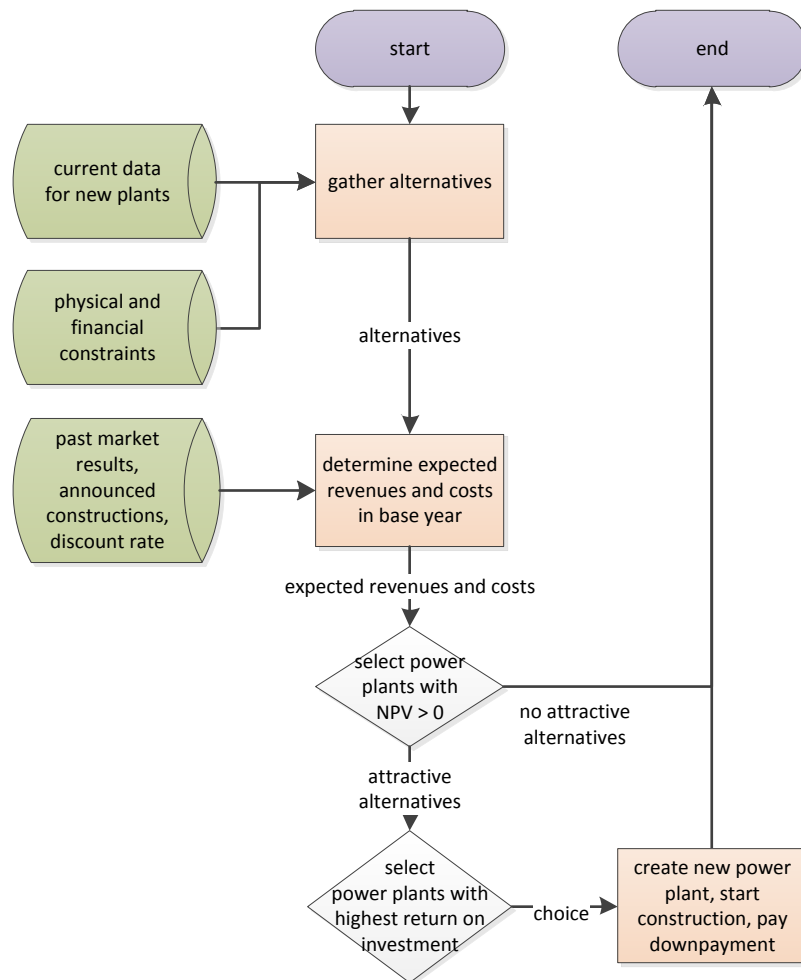 start
end
current data
for new plants
gather alternatives
physical and
financial
constraints
alternatives
past market
results,
announced
constructions,
discount rate
determine expected
revenues and costs
in base year
expected revenues and costs
select power
plants with
NPV > 0
no attractive
alternatives
attractive
alternatives
select
power plants with
highest return on
investment
choice
create new power
plant, start
construction, pay
downpayment